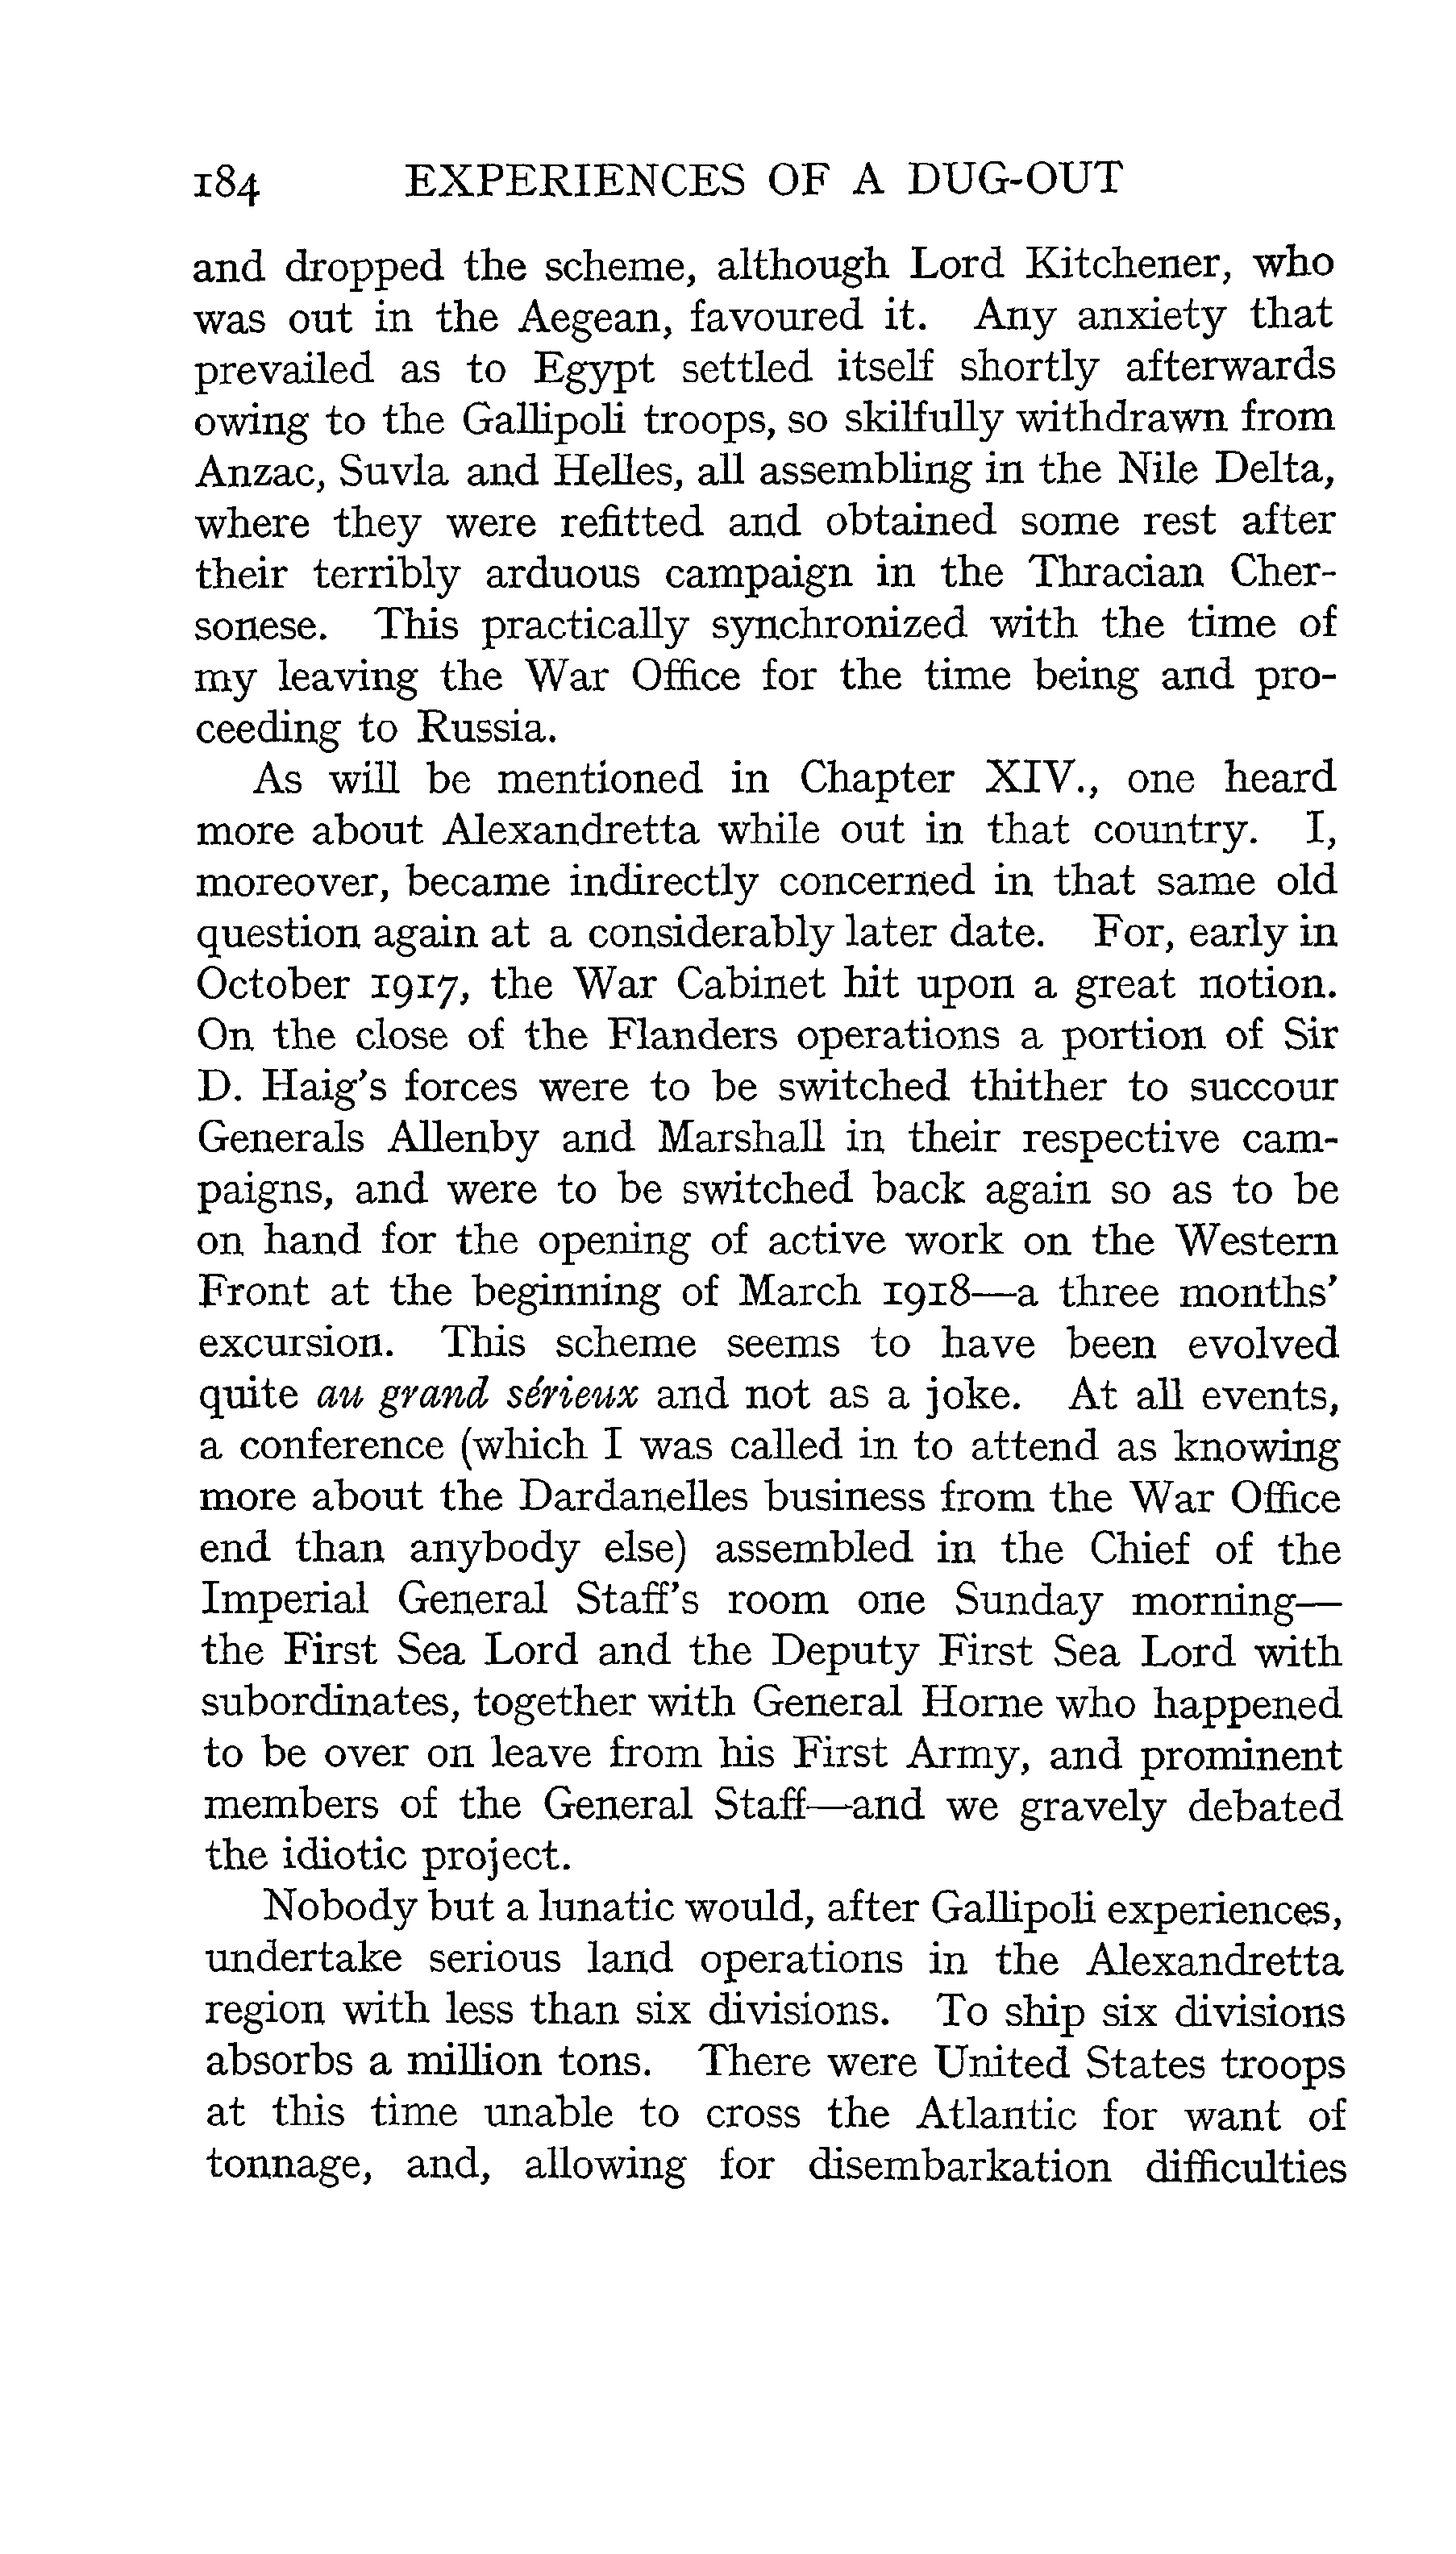 184 EXPERIENCES OF A DUG-OUT
and dropped the scheme, although Lord Kitchener, who
was out in the Aegean, favoured it. Any anxiety that
prevailed as to Egypt settled itself shortly afterwards
owing to the Gallipoli troops, so skilfully withdrawn from
Anzac, Suvla and Helles, all assembling in the Nile Delta,
where they were refitted and obtained some rest after
their terribly arduous campaign in the Thracian Cher-
sonese. This practically synchronized with the time of
my leaving the War Office for the time being and pro-
ceeding to Russia.
As will be mentioned in Chapter XIV., one heard
more about Alexandretta while out in that country. I,
moreover, became indirectly concerned in that same old
question again at a considerably later date. For, early in
October 1917, the War Cabinet hit upon a great notion.
On the close of the Flanders operations a portion of Sir
D. Haig's forces were to be switched thither to succour
Generals Allenby and Marshall in their respective cam-
paigns, and were to be switched back again so as to be
on hand for the opening of active work on the Western
Front at the beginning of March 1918—a three months'
excursion. This scheme seems to have been evolved
quite au grand sérieux and not as a joke. At all events,
a conference (which I was called in to attend as knowing
more about the Dardanelles business from the War Office
end than anybody else) assembled in the Chief of the
Imperial General Staff's room one Sunday morning—
the First Sea Lord and the Deputy First Sea Lord with
subordinates, together with General Horne who happened
to be over on leave from his First Army, and prominent
members of the General Staff—and we gravely debated
the idiotic project.
Nobody but a lunatic would, after Gallipoli experiences,
undertake serious land operations in the Alexandretta
region with less than six divisions. To ship six divisions
absorbs a million tons. There were United States troops
at this time unable to cross the Atlantic for want of
tonnage, and, allowing for disembarkation difficulties